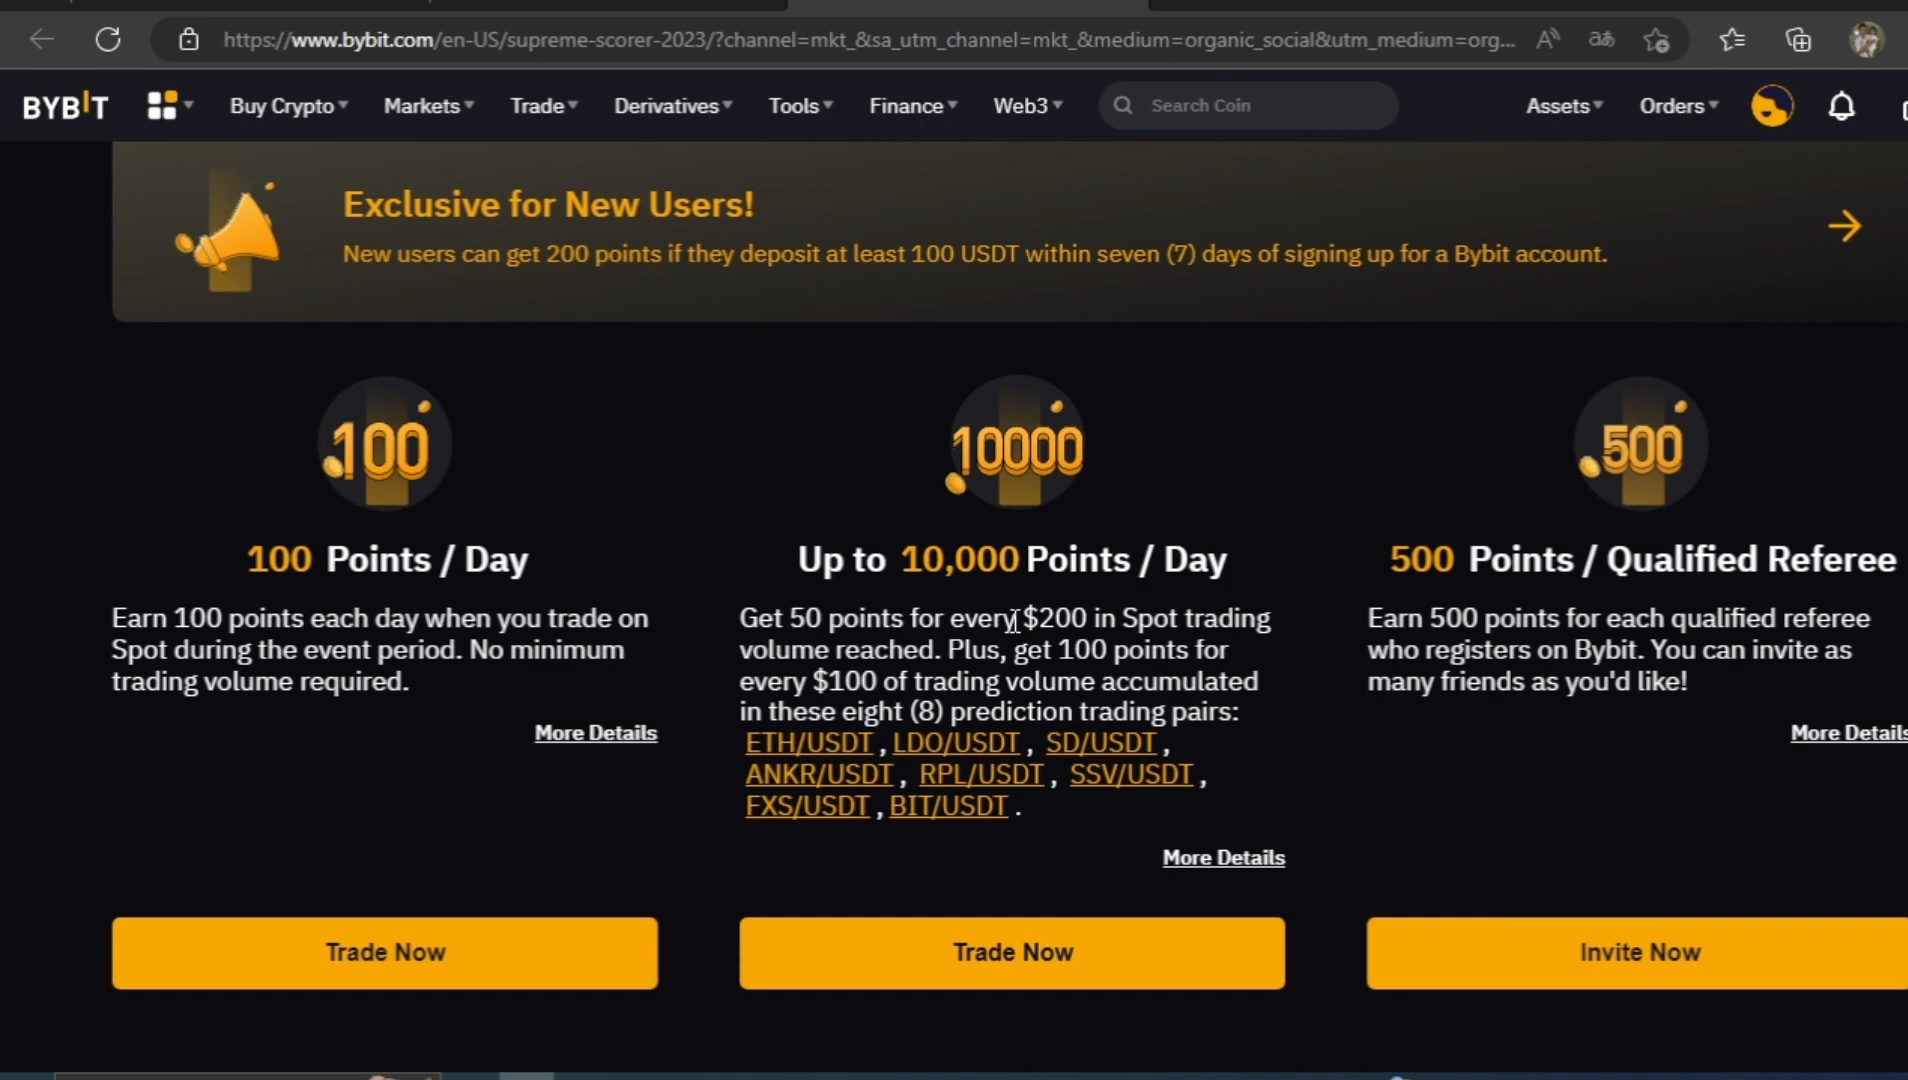 https://www.bybit.com/en-US/supreme-scorer-2023/?channel=mkt_&sa_utm_channel=mkt_&medium=organic_social&utm_medium=org...
BYBIT Buy Crypto Markets Trade Derivatives Tools Finance Web3 Search Coin Assets Orders
Exclusive for New Users!
New users can get 200 points if they deposit at least 100 USDT within seven (7) days of signing up for a Bybit account.
100
100 Points / Day
Earn 100 points each day when you trade on
Spot during the event period. No minimum
trading volume required.
More Details
Trade Now
10000
Up to 10,000 Points / Day
Get 50 points for every $200 in Spot trading
volume reached. Plus, get 100 points for
every $100 of trading volume accumulated
in these eight (8) prediction trading pairs:
ETH/USDT , LDO/USDT , SD/USDT ,
ANKR/USDT , RPL/USDT , SSV/USDT ,
FXS/USDT , BIT/USDT .
More Details
Trade Now
500
500 Points / Qualified Referee
Earn 500 points for each qualified referee
who registers on Bybit. You can invite as
many friends as you'd like!
More Details
Invite Now